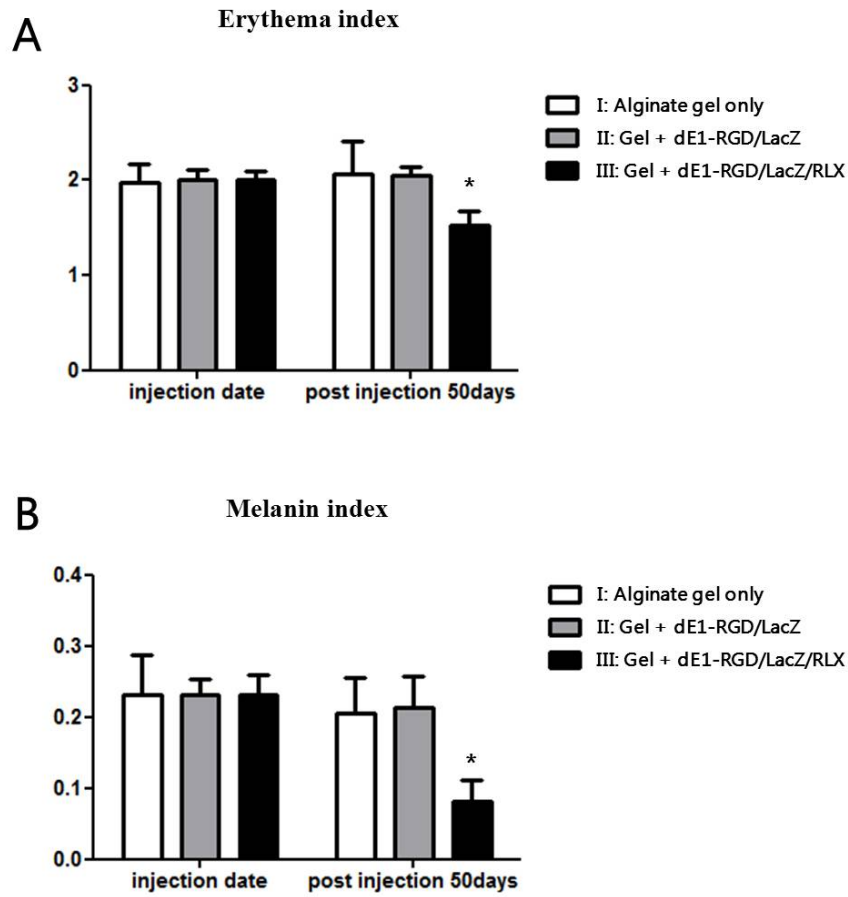 A
Erythema index
3
2
1
0
*
injection date
post injection 50days
I: Alginate gel only
II: Gel + dE1-RGD/LacZ
III: Gel + dE1-RGD/LacZ/RLX
B
Melanin index
0.4
0.3
0.2
0.1
0.0
*
injection date
post injection 50days
I: Alginate gel only
II: Gel + dE1-RGD/LacZ
III: Gel + dE1-RGD/LacZ/RLX